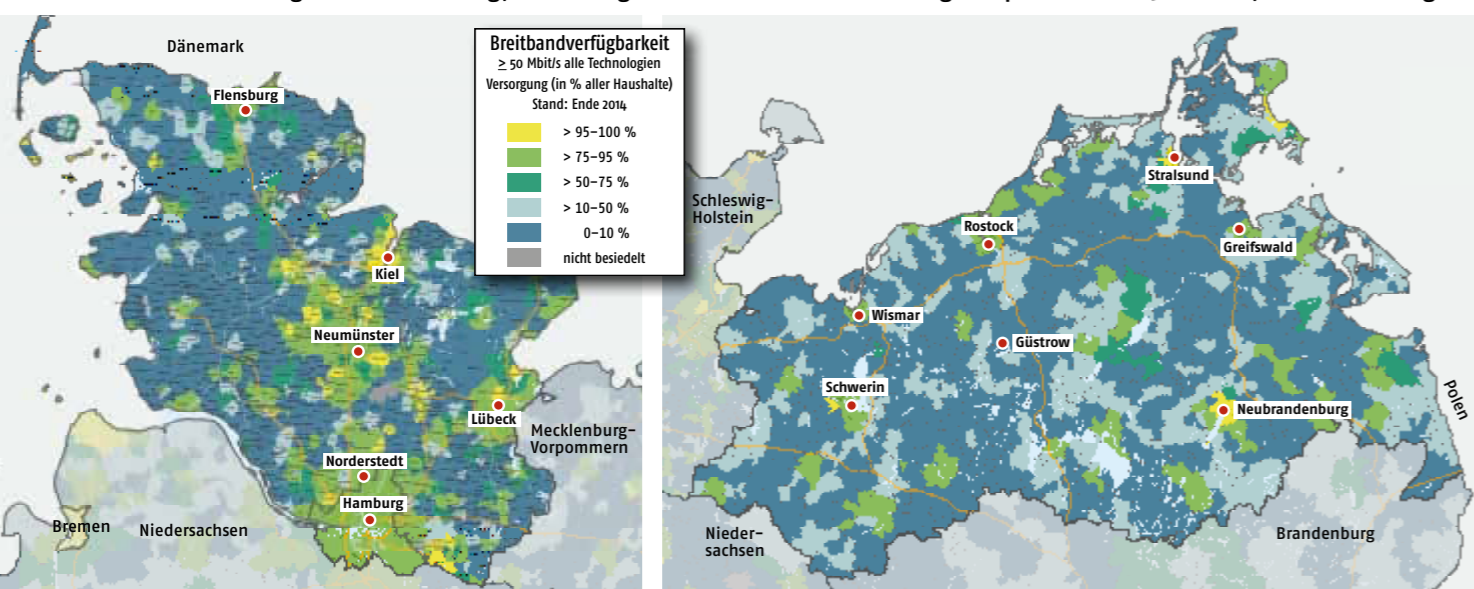 Dänemark
Flensburg
Kiel
Neumünster
Lübeck
Mecklenburg-
Vorpommern
Norderstedt
Hamburg
Bremen
Niedersachsen
Breitbandverfügbarkeit
≥ 50 Mbit/s alle Technologien
Versorgung (in % aller Haushalte)
Stand: Ende 2014
> 95–100 %
> 75–95 %
> 50–75 %
> 10–50 %
0–10 %
nicht besiedelt
Schleswig-
Holstein
Stralsund
Rostock
Greifswald
Wismar
Güstrow
Schwerin
Neubrandenburg
Polen
Nieder-
sachsen
Brandenburg